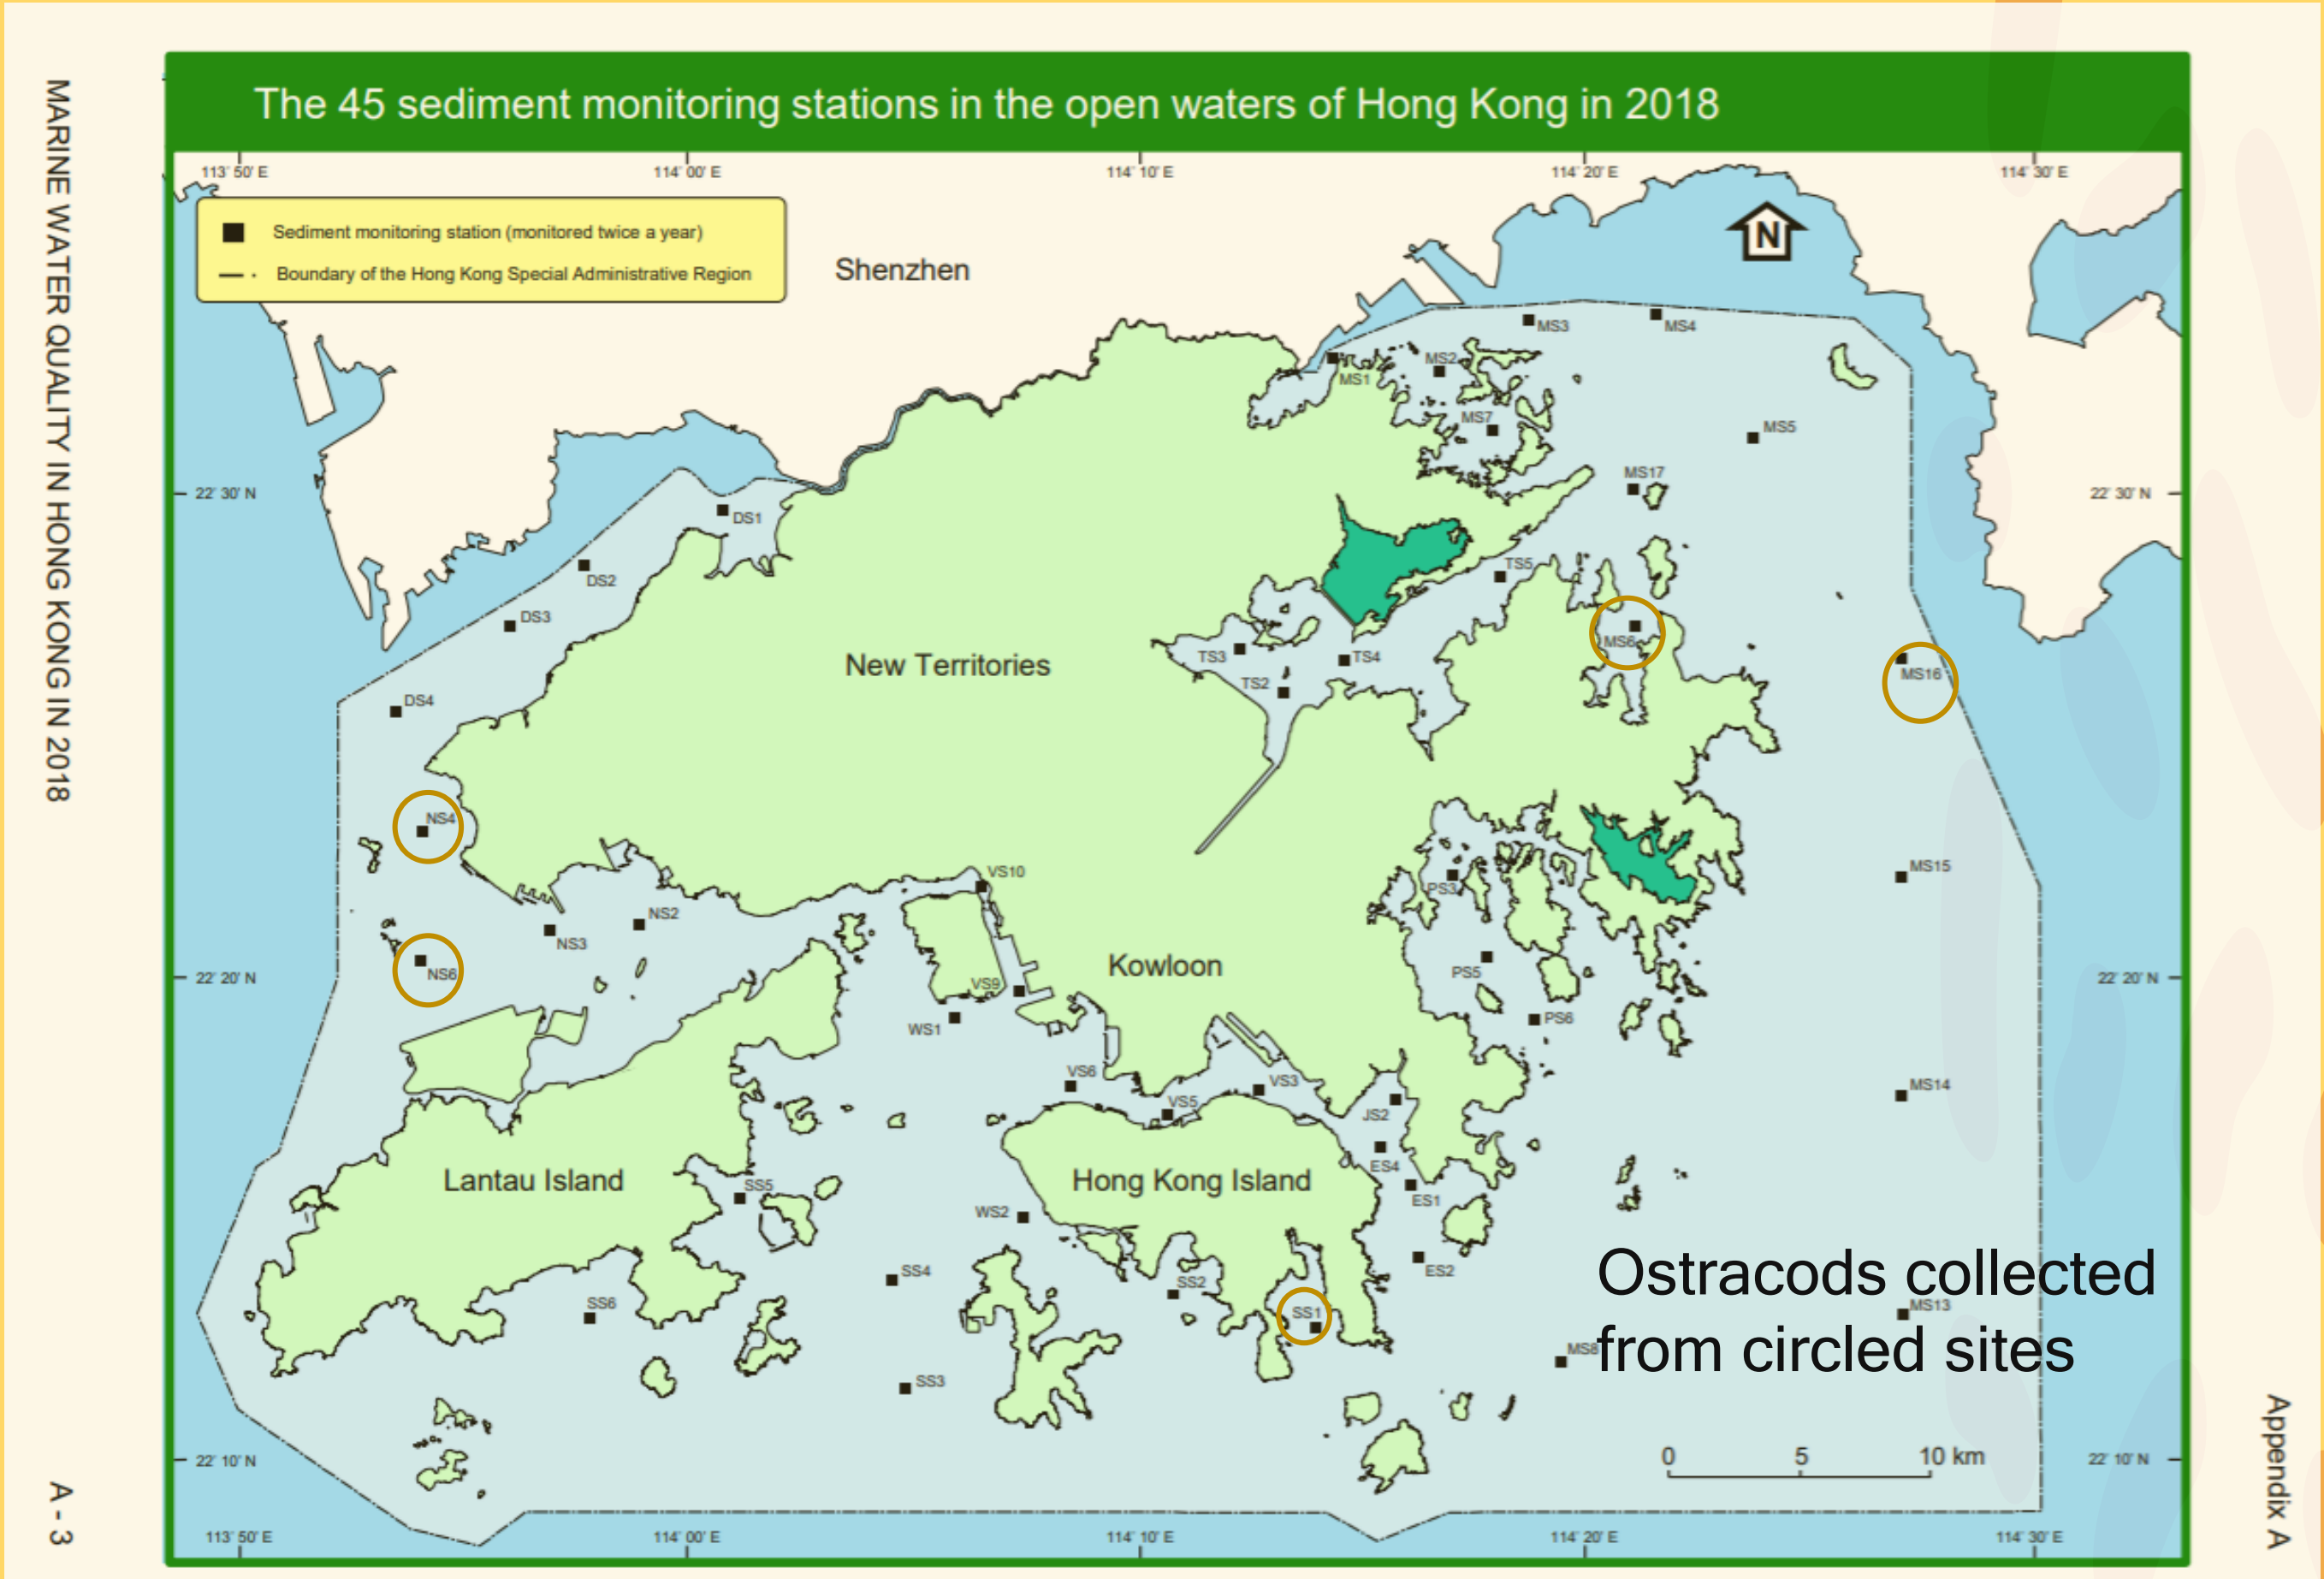 MARINE WATER QUALITY IN HONG KONG IN 2018
A - 3
Appendix A
The 45 sediment monitoring stations in the open waters of Hong Kong in 2018
113° 50' E
114° 00' E
114° 10' E
114° 20' E
114° 30' E
Sediment monitoring station (monitored twice a year)
Boundary of the Hong Kong Special Administrative Region
Shenzhen
N
MS3
MS4
MS2
MS1
MS7
MS5
MS17
22° 30' N
22° 30' N
DS1
DS2
TS5
DS3
MS6
New Territories
TS3
TS4
MS16
TS2
DS4
NS4
MS15
VS10
PS3
NS2
NS3
Kowloon
NS6
PS5
22° 20' N
22° 20' N
VS9
WS1
PS6
VS6
VS3
MS14
VS5
JS2
ES4
Lantau Island
Hong Kong Island
SS5
ES1
WS2
SS4
ES2
SS2
Ostracods collected
from circled sites
SS6
SS1
MS13
MS8
SS3
0 5 10 km
22° 10' N
22° 10' N
113° 50' E
114° 00' E
114° 10' E
114° 20' E
114° 30' E